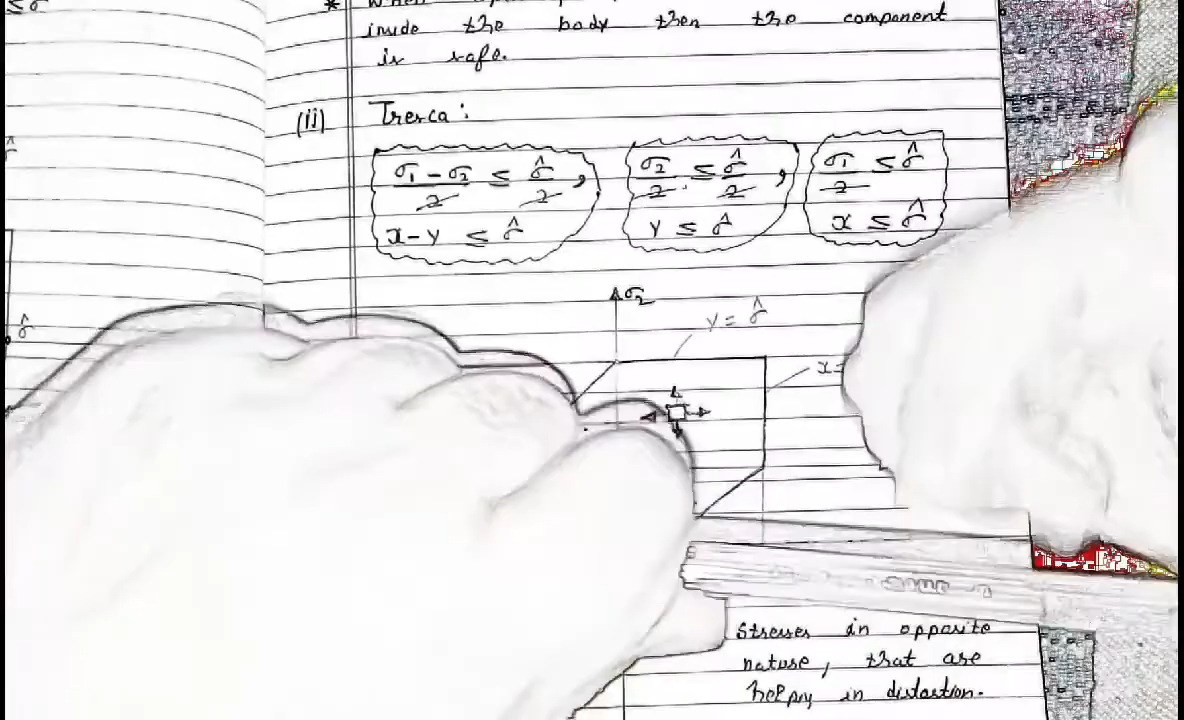 ≤ σ̂
inside the body then the component
is safe.
(ii) Tresca:
σ1 - σ2 / 2 ≤ σ̂ / 2 , σ2 / 2 ≤ σ̂ / 2 , σ1 / 2 ≤ σ̂
x - y ≤ σ̂ y ≤ σ̂ x ≤ σ̂
σ2
y = σ̂
σ̂
x =
Stresses in opposite
nature, that are
in distortion.